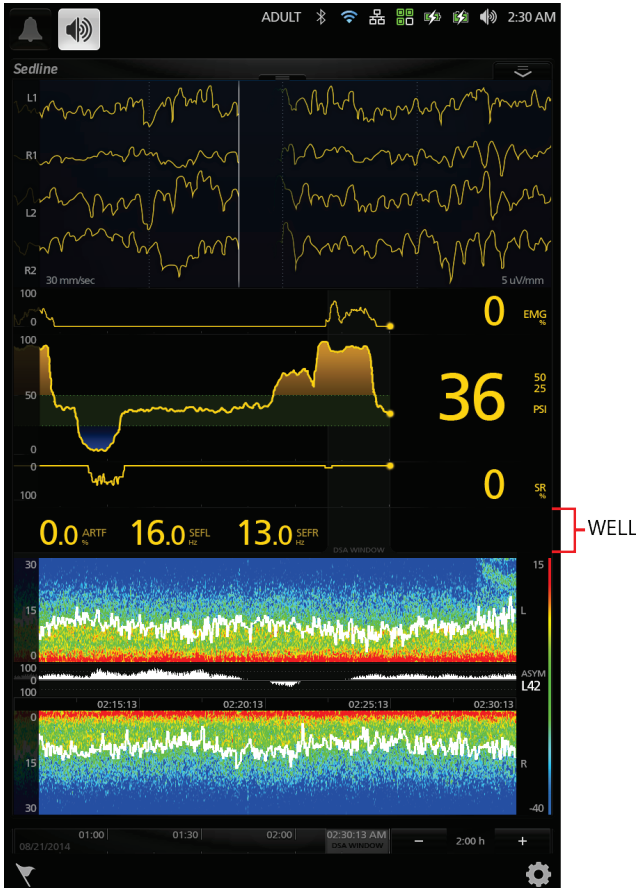 ADULT 2:30 AM
Sedline
L1
R1
L2
R2
30 mm/sec 5 uV/mm
100
0
0 EMG
%
100
50
0
36 50
25
PSI
0
100
0 SR
%
0.0 ARTF
%
16.0 SEFL
Hz
13.0 SEFR
Hz
WELL
DSA WINDOW
30 15
15 L
0
100
0
100
ASYM
L42
02:15:13 02:20:13 02:25:13 02:30:13
0
15 R
30 -40
01:00 01:30 02:00 02:30:13 AM
08/21/2014 DSA WINDOW − 2:00 h +